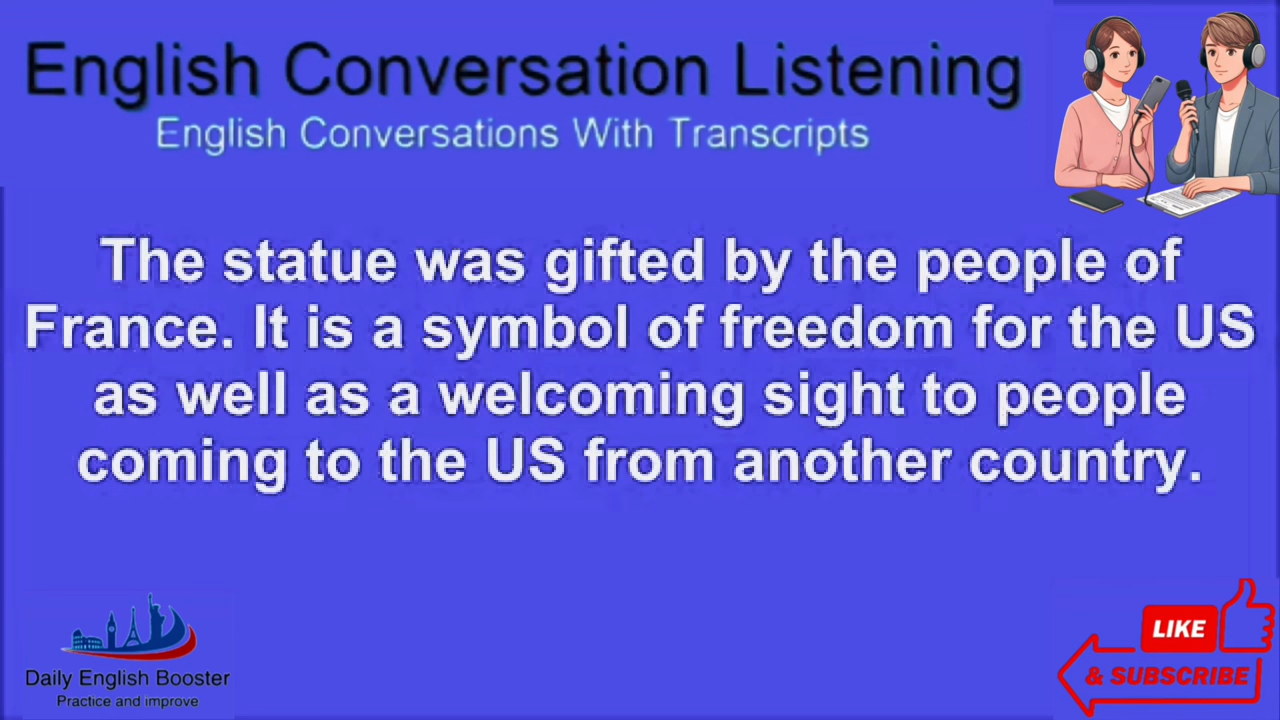 English Conversation Listening
English Conversations With Transcripts
The statue was gifted by the people of
France. It is a symbol of freedom for the US
as well as a welcoming sight to people
coming to the US from another country.
Daily English Booster
Practice and improve
LIKE
& SUBSCRIBE